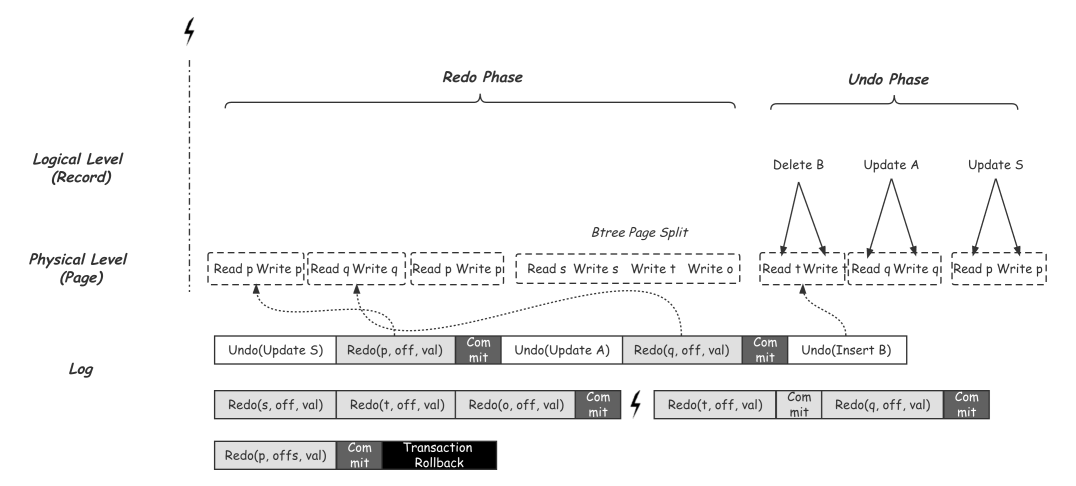 Redo Phase
Undo Phase
Logical Level
(Record)
Delete B
Update A
Update S
Btree Page Split
Physical Level
(Page)
Read p Write p
Read q Write q
Read p Write p
Read s Write s Write t Write o
Read t Write t
Read q Write q
Read p Write p
Log
Undo(Update S)
Redo(p, off, val)
Com
mit
Undo(Update A)
Redo(q, off, val)
Com
mit
Undo(Insert B)
Redo(s, off, val)
Redo(t, off, val)
Redo(o, off, val)
Com
mit
Redo(t, off, val)
Com
mit
Redo(q, off, val)
Com
mit
Redo(p, offs, val)
Com
mit
Transaction
Rollback